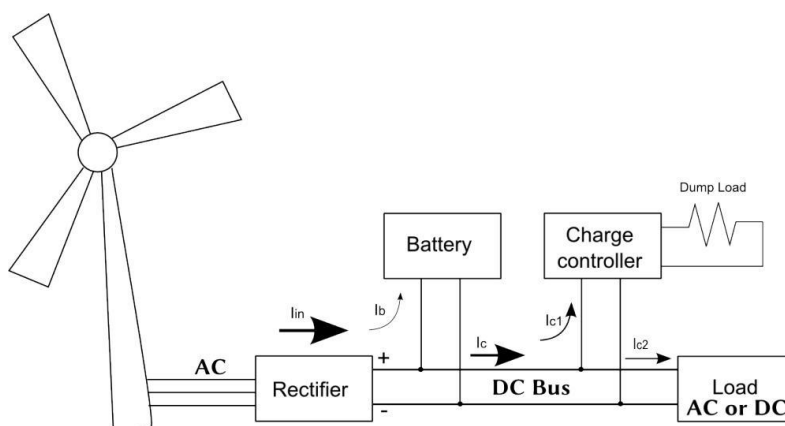 Dump Load
Battery
Charge
controller
Iin
Ib
Ic
Ic1
Ic2
AC
Rectifier
+
-
DC Bus
Load
AC or DC